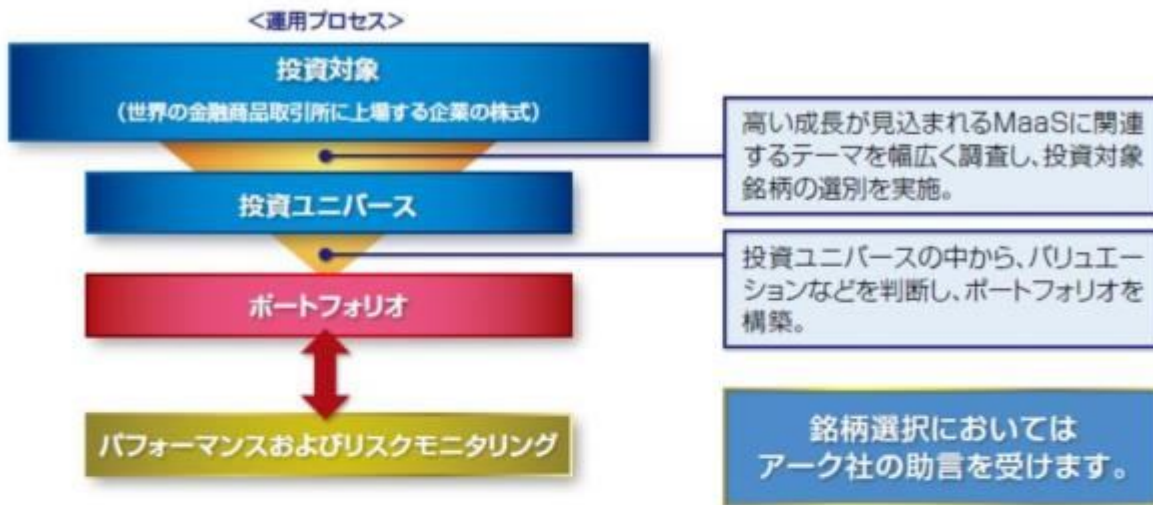 ＜運用プロセス＞
投資対象
（世界の金融商品取引所に上場する企業の株式）
高い成長が見込まれるMaaSに関連
するテーマを幅広く調査し、投資対象
銘柄の選別を実施。
投資ユニバース
投資ユニバースの中から、バリュエー
ションなどを判断し、ポートフォリオを
構築。
ポートフォリオ
パフォーマンスおよびリスクモニタリング
銘柄選択においては
アーク社の助言を受けます。